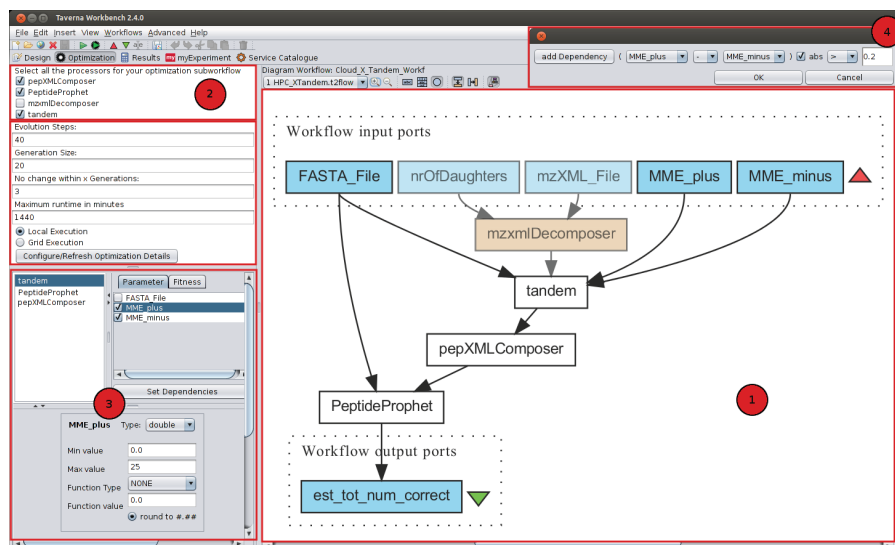 Taverna Workbench 2.4.0
File Edit Insert View Workflows Advanced Help
Design Optimization Results my myExperiment Service Catalogue
Select all the processors for your optimization subworkflow
pepXMLComposer
PeptideProphet
mzxmlDecomposer
tandem
2
Evolution Steps:
40
Generation Size:
20
No change within x Generations:
3
Maximum runtime in minutes
1440
Local Execution
Grid Execution
Configure/Refresh Optimization Details
tandem
PeptideProphet
pepXMLComposer
Parameter Fitness
FASTA_File
MME_plus
MME_minus
Set Dependencies
3
MME_plus Type: double
Min value 0.0
Max value 25
Function Type NONE
Function value 0.0
round to #.##
Diagram Workflow: Cloud_X_Tandem_Workf
1 HPC_XTandem.t2flow
4
add Dependency ( MME_plus - MME_minus ) abs > 0.2
OK Cancel
Workflow input ports
FASTA_File nrOfDaughters mzXML_File MME_plus MME_minus
mzxmlDecomposer
tandem
pepXMLComposer
PeptideProphet
1
Workflow output ports
est_tot_num_correct